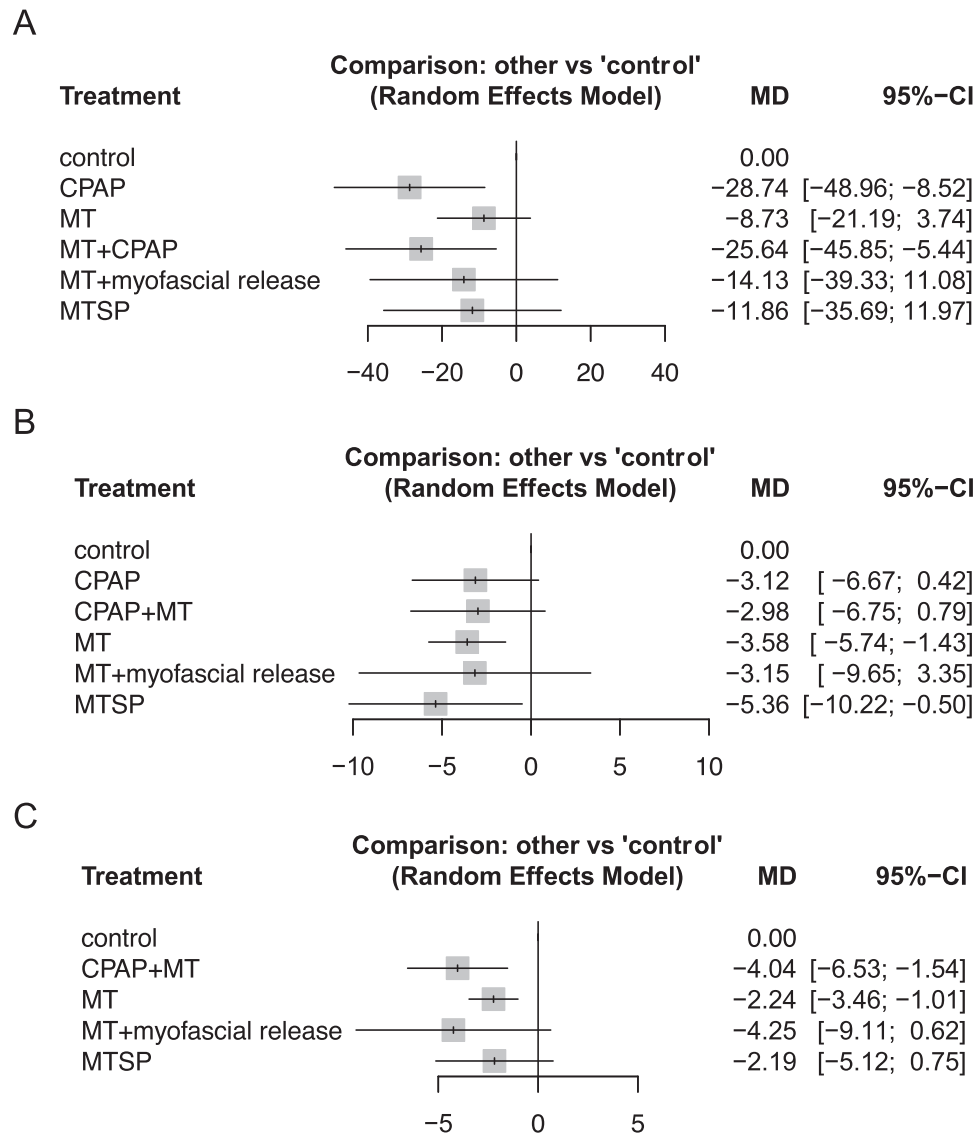 A
Comparison: other vs 'control'
Treatment (Random Effects Model) MD 95%−CI
control 0.00
CPAP −28.74 [−48.96; −8.52]
MT −8.73 [−21.19; 3.74]
MT+CPAP −25.64 [−45.85; −5.44]
MT+myofascial release −14.13 [−39.33; 11.08]
MTSP −11.86 [−35.69; 11.97]
−40 −20 0 20 40
B
Comparison: other vs 'control'
Treatment (Random Effects Model) MD 95%−CI
control 0.00
CPAP −3.12 [ −6.67; 0.42]
CPAP+MT −2.98 [ −6.75; 0.79]
MT −3.58 [ −5.74; −1.43]
MT+myofascial release −3.15 [ −9.65; 3.35]
MTSP −5.36 [−10.22; −0.50]
−10 −5 0 5 10
C
Comparison: other vs 'control'
Treatment (Random Effects Model) MD 95%−CI
control 0.00
CPAP+MT −4.04 [−6.53; −1.54]
MT −2.24 [−3.46; −1.01]
MT+myofascial release −4.25 [−9.11; 0.62]
MTSP −2.19 [−5.12; 0.75]
−5 0 5